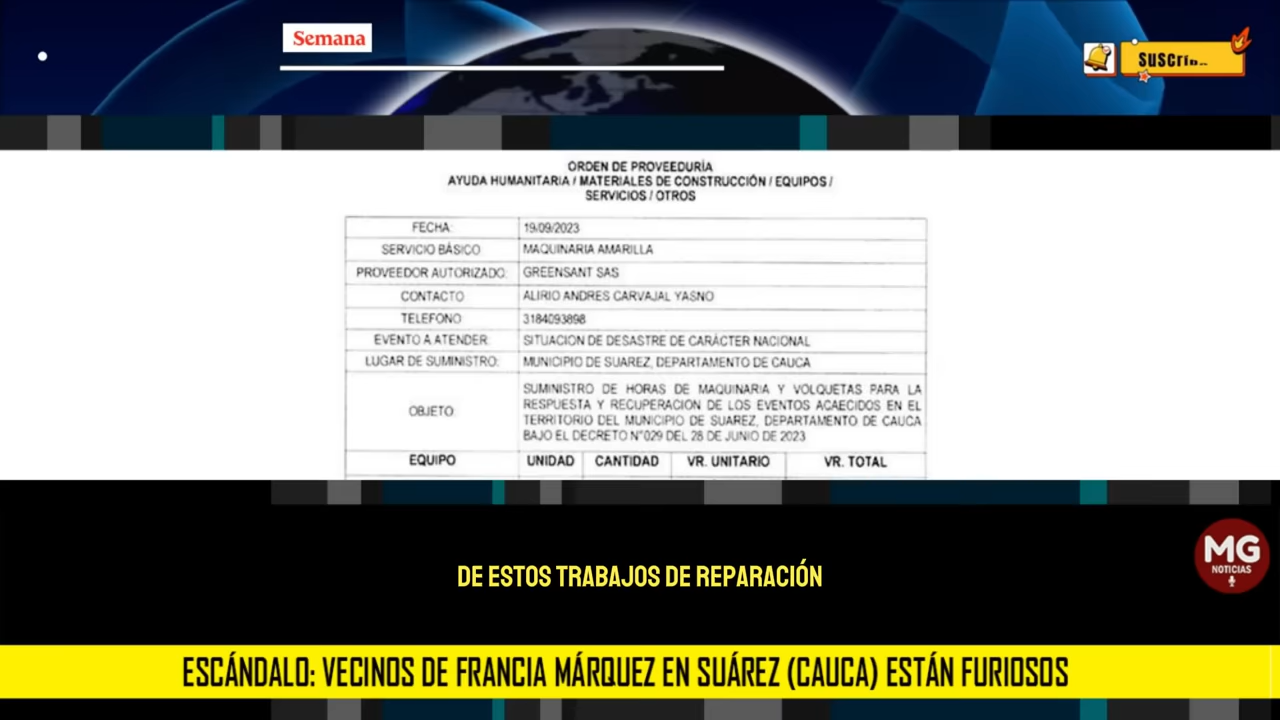 Semana
SUSCRÍB...
ORDEN DE PROVEEDURÍA
AYUDA HUMANITARIA / MATERIALES DE CONSTRUCCIÓN / EQUIPOS /
SERVICIOS / OTROS
FECHA: 19/09/2023
SERVICIO BÁSICO MAQUINARIA AMARILLA
PROVEEDOR AUTORIZADO: GREENSANT SAS
CONTACTO ALIRIO ANDRES CARVAJAL YASNO
TELEFONO 3184093898
EVENTO A ATENDER: SITUACION DE DESASTRE DE CARÁCTER NACIONAL
LUGAR DE SUMINISTRO: MUNICIPIO DE SUAREZ, DEPARTAMENTO DE CAUCA
OBJETO: SUMINISTRO DE HORAS DE MAQUINARIA Y VOLQUETAS PARA LA
RESPUESTA Y RECUPERACION DE LOS EVENTOS ACAECIDOS EN EL
TERRITORIO DEL MUNICIPIO DE SUAREZ, DEPARTAMENTO DE CAUCA
BAJO EL DECRETO N°029 DEL 28 DE JUNIO DE 2023
EQUIPO UNIDAD CANTIDAD VR. UNITARIO VR. TOTAL
MG
NOTICIAS
DE ESTOS TRABAJOS DE REPARACIÓN
ESCÁNDALO: VECINOS DE FRANCIA MÁRQUEZ EN SUÁREZ (CAUCA) ESTÁN FURIOSOS